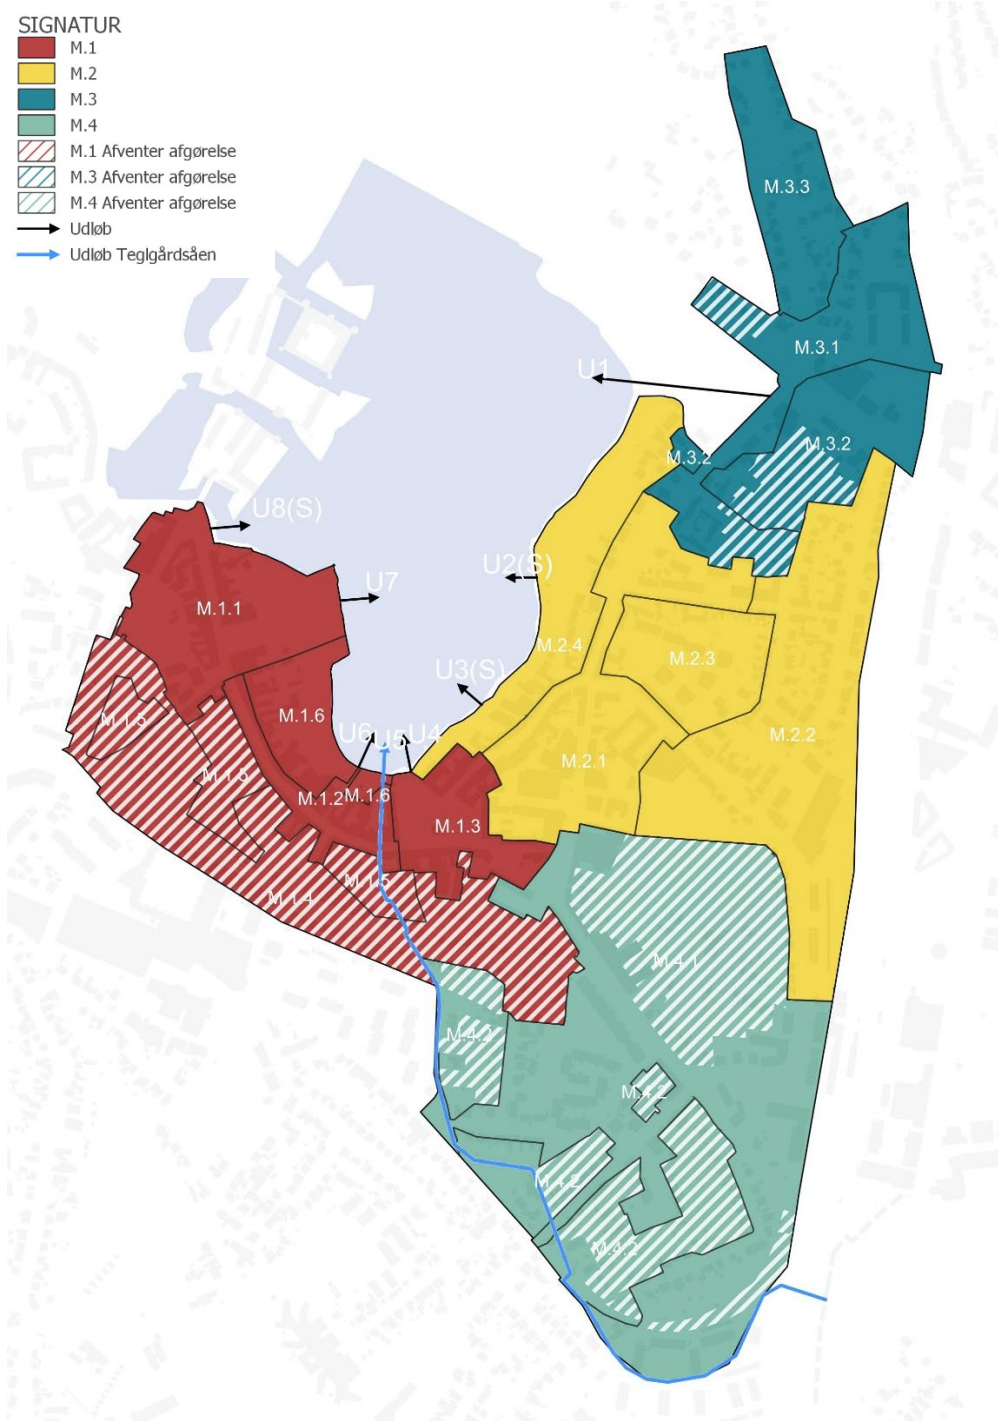 SIGNATUR
M.1
M.2
M.3
M.4
M.1 Afventer afgørelse
M.3 Afventer afgørelse
M.4 Afventer afgørelse
Udløb
Udløb Teglgårdsåen
M.3.3
M.3.1
U1
M.3.2
M.3.2
U8(S)
U2(S)
U7
M.1.1
M.2.4
M.2.3
U3(S)
M.1.5
M.1.6
U6
U5
U4
M.2.2
M.2.1
M.1.5
M.1.2
M.1.6
M.1.3
M.1.5
M.1.4
M.4.1
M.4.2
M.4.2
M.4.2
M.4.2